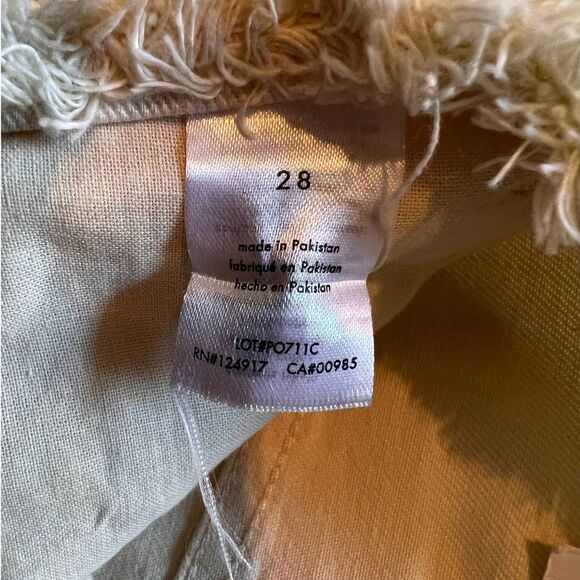 28
made in Pakistan
fabriqué en Pakistan
hecho en Pakistan
LOT#PO711C
RN#124917 CA#00985